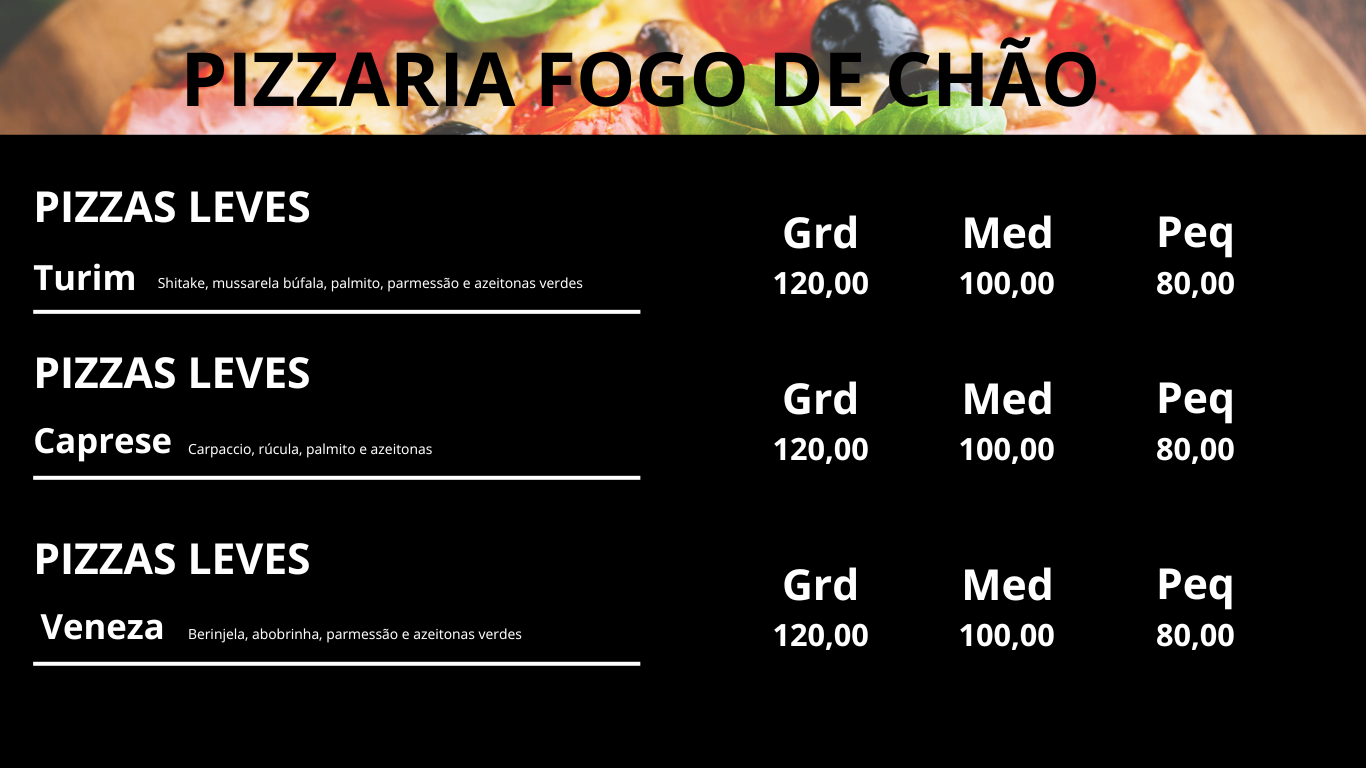 PIZZARIA FOGO DE CHÃO
PIZZAS LEVES
Grd Med Peq
Turim Shitake, mussarela búfala, palmito, parmessão e azeitonas verdes 120,00 100,00 80,00
PIZZAS LEVES
Grd Med Peq
Caprese Carpaccio, rúcula, palmito e azeitonas 120,00 100,00 80,00
PIZZAS LEVES
Grd Med Peq
Veneza Berinjela, abobrinha, parmessão e azeitonas verdes 120,00 100,00 80,00